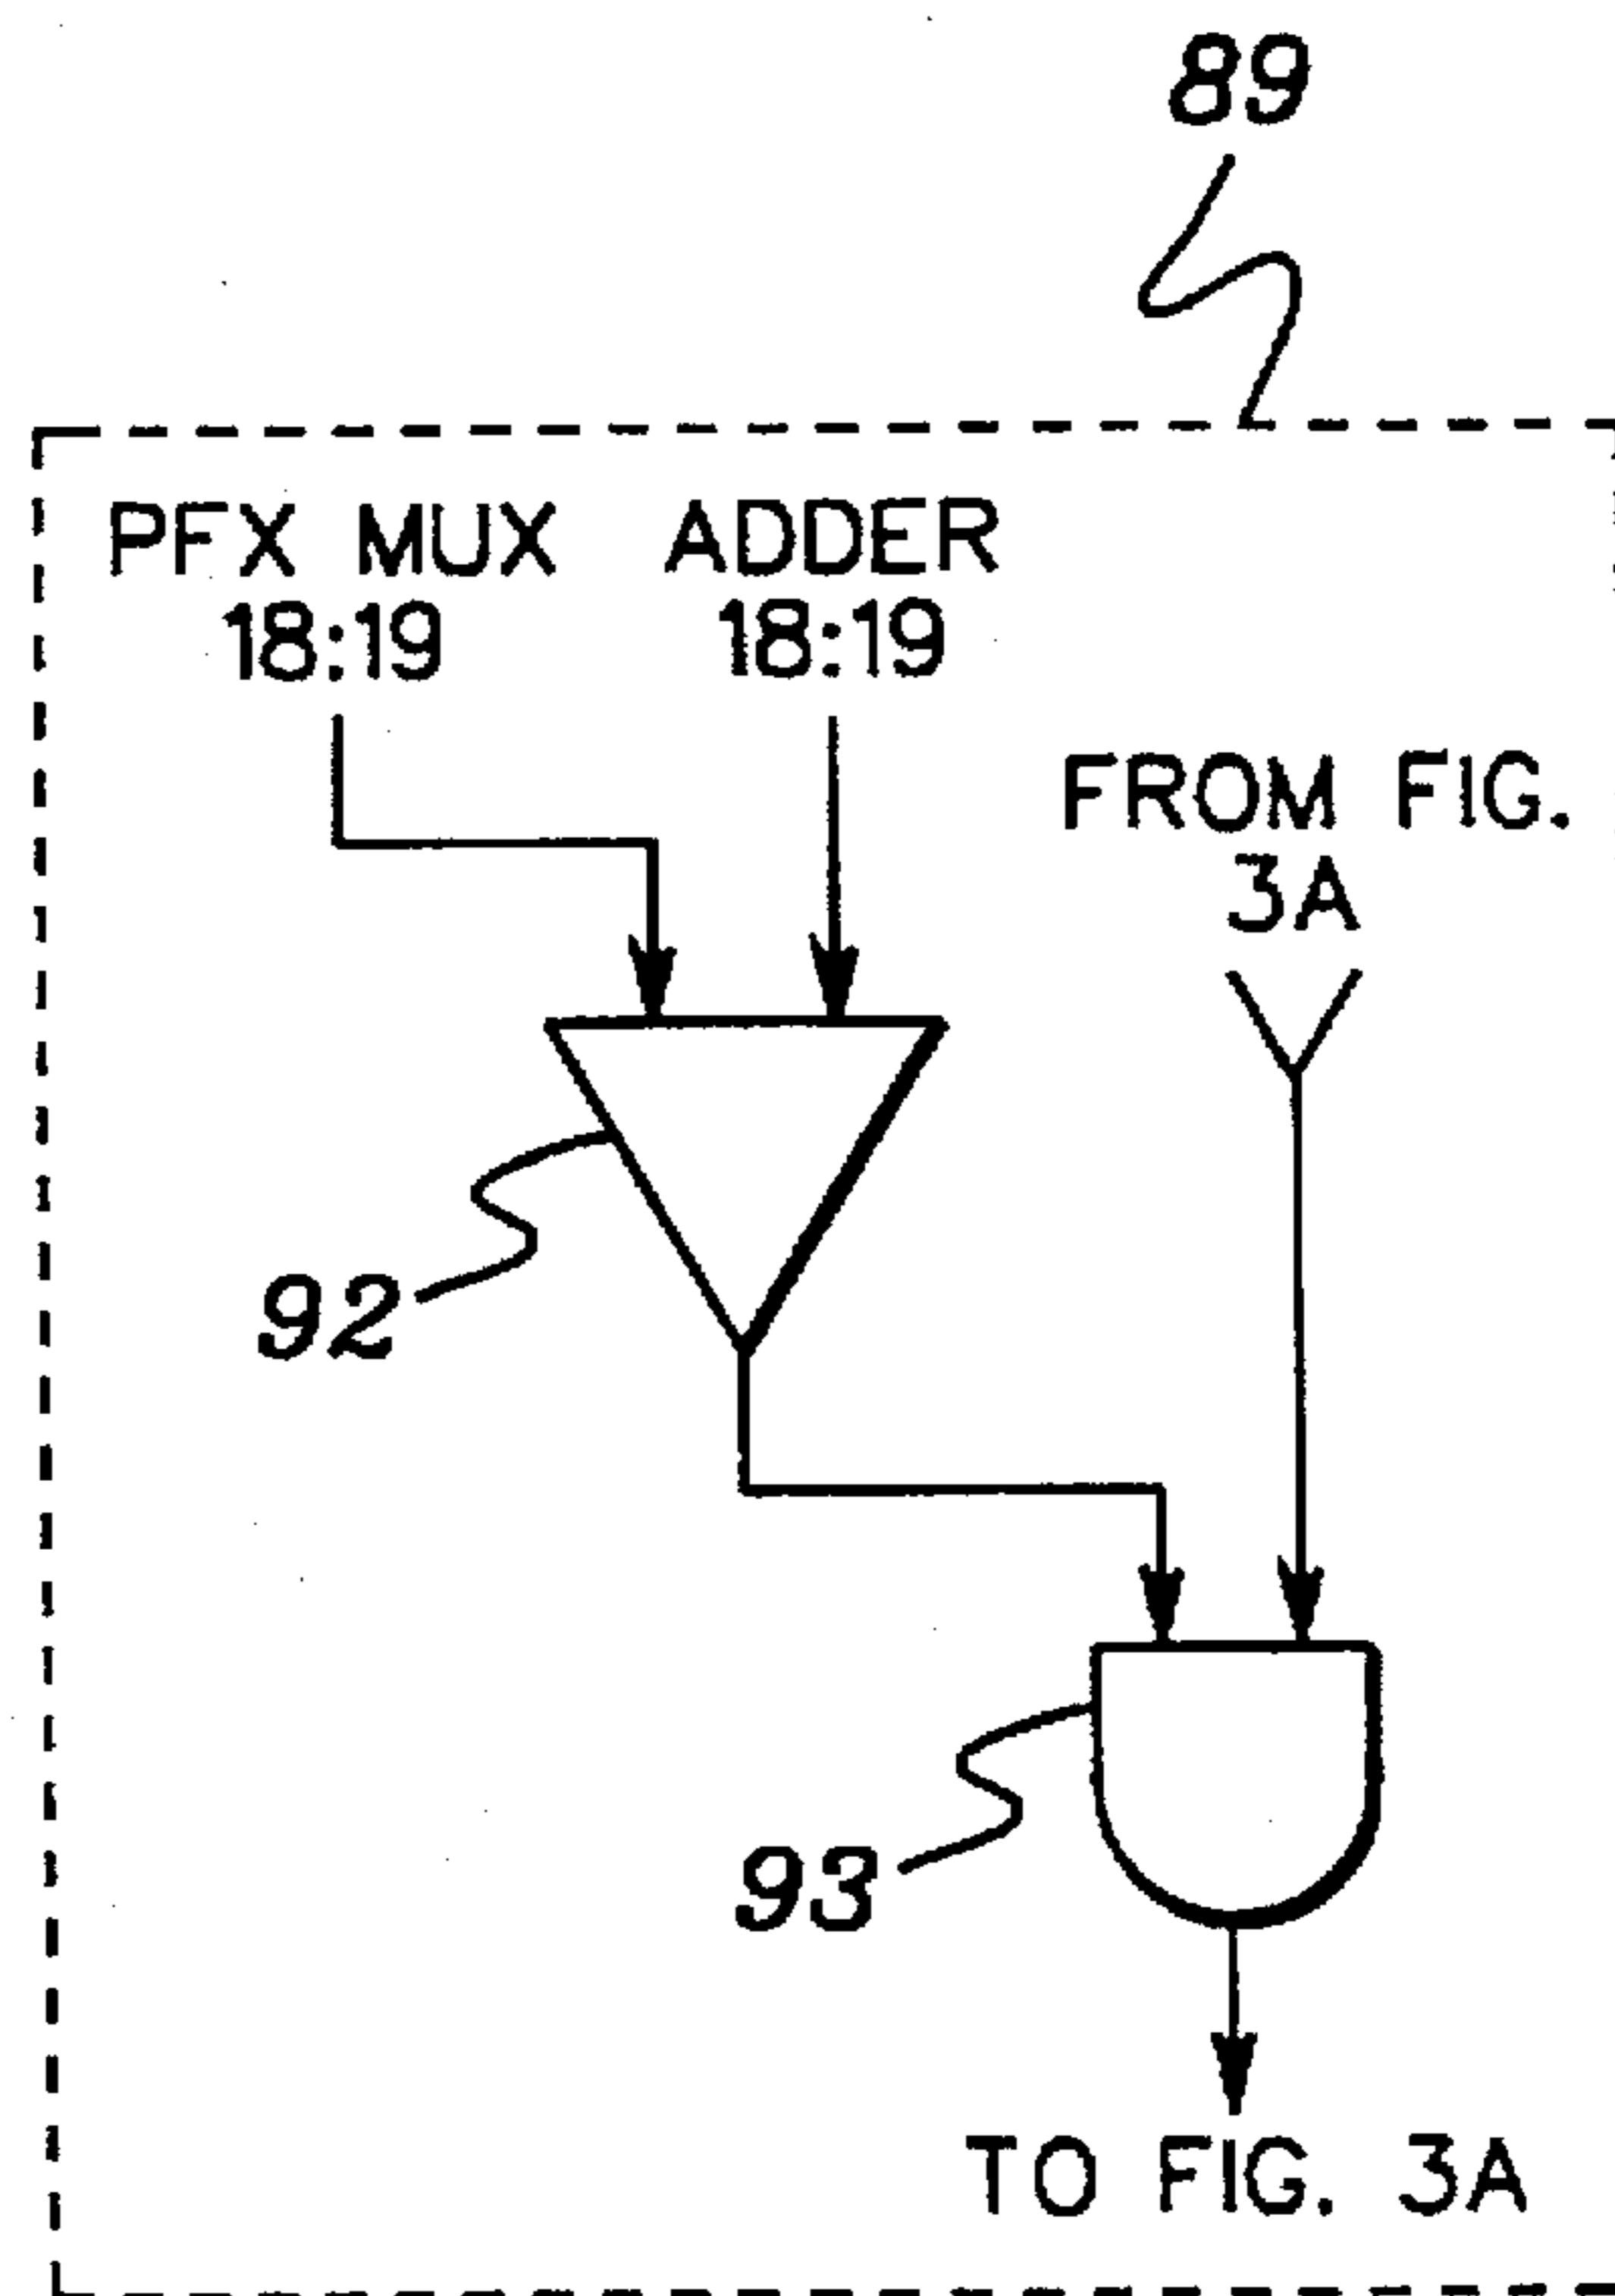 89
PFX MUX ADDER
18:19 18:19
FROM FIG.
3A
92
93
TO FIG. 3A